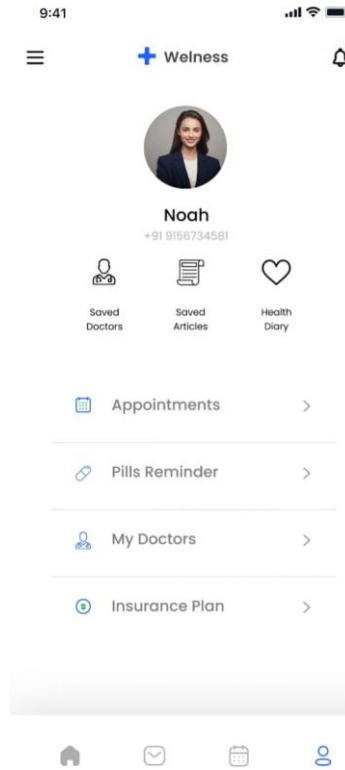 9:41
Welness
Noah
+91 9156734581
Saved
Doctors
Saved
Articles
Health
Diary
Appointments
Pills Reminder
My Doctors
Insurance Plan